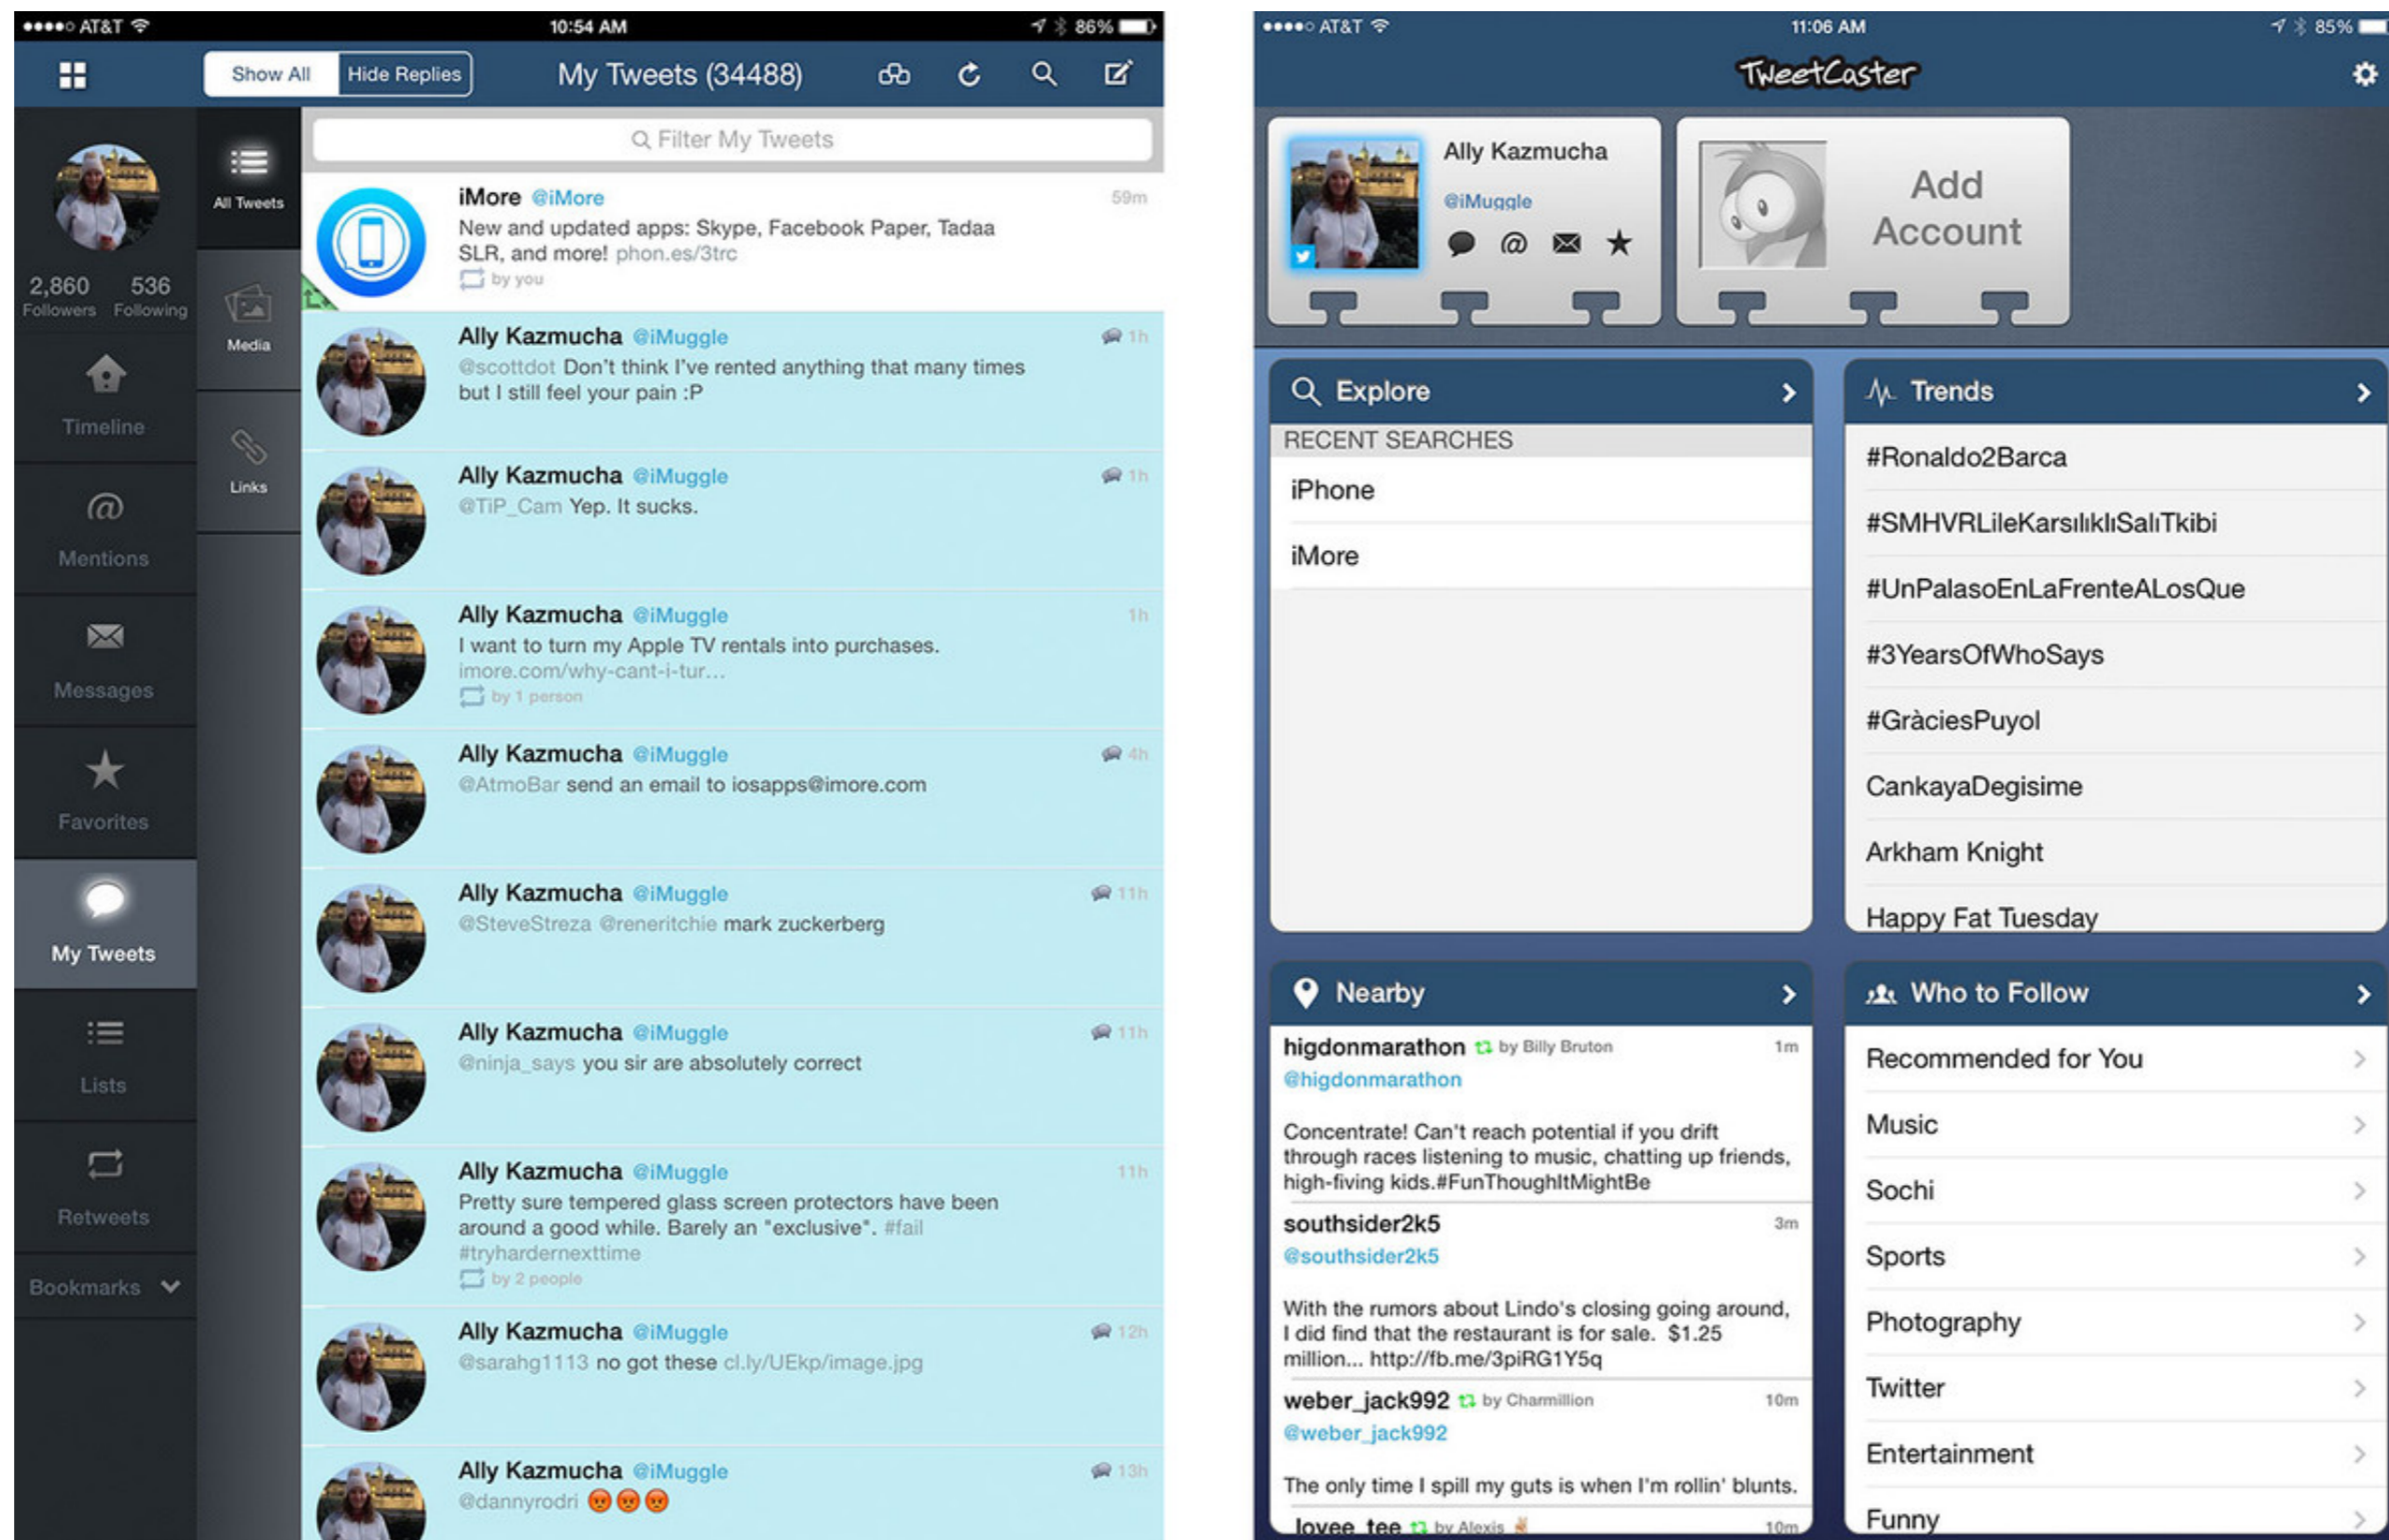 AT&T 10:54 AM 86%
Show All Hide Replies My Tweets (34488)
2,860 536
Followers Following
Timeline
@
Mentions
Messages
Favorites
My Tweets
Lists
Retweets
Bookmarks
All Tweets
Media
Links
Filter My Tweets
iMore @iMore 59m
New and updated apps: Skype, Facebook Paper, Tadaa
SLR, and more! phon.es/3trc
by you
Ally Kazmucha @iMuggle 1h
@scottdot Don't think I've rented anything that many times
but I still feel your pain :P
Ally Kazmucha @iMuggle 1h
@TiP_Cam Yep. It sucks.
Ally Kazmucha @iMuggle 1h
I want to turn my Apple TV rentals into purchases.
imore.com/why-cant-i-tur...
by 1 person
Ally Kazmucha @iMuggle 4h
@AtmoBar send an email to iosapps@imore.com
Ally Kazmucha @iMuggle 11h
@SteveStreza @reneritchie mark zuckerberg
Ally Kazmucha @iMuggle 11h
@ninja_says you sir are absolutely correct
Ally Kazmucha @iMuggle 11h
Pretty sure tempered glass screen protectors have been
around a good while. Barely an "exclusive". #fail
#tryhardernexttime
by 2 people
Ally Kazmucha @iMuggle 12h
@sarahg1113 no got these cl.ly/UEkp/image.jpg
Ally Kazmucha @iMuggle 13h
@dannyrodri 😡😡😡
AT&T 11:06 AM 85%
TweetCaster
Ally Kazmucha
@iMuggle
@
Add
Account
Explore
RECENT SEARCHES
iPhone
iMore
Trends
#Ronaldo2Barca
#SMHVRLileKarsılıklıSalıTkibi
#UnPalasoEnLaFrenteALosQue
#3YearsOfWhoSays
#GràciesPuyol
CankayaDegisime
Arkham Knight
Happy Fat Tuesday
Nearby
higdonmarathon by Billy Bruton 1m
@higdonmarathon
Concentrate! Can't reach potential if you drift
through races listening to music, chatting up friends,
high-fiving kids.#FunThoughItMightBe
southsider2k5 3m
@southsider2k5
With the rumors about Lindo's closing going around,
I did find that the restaurant is for sale. $1.25
million... http://fb.me/3piRG1Y5q
weber_jack992 by Charmillion 10m
@weber_jack992
The only time I spill my guts is when I'm rollin' blunts.
lovee_tee by Alexis ✌ 10m
Who to Follow
Recommended for You
Music
Sochi
Sports
Photography
Twitter
Entertainment
Funny